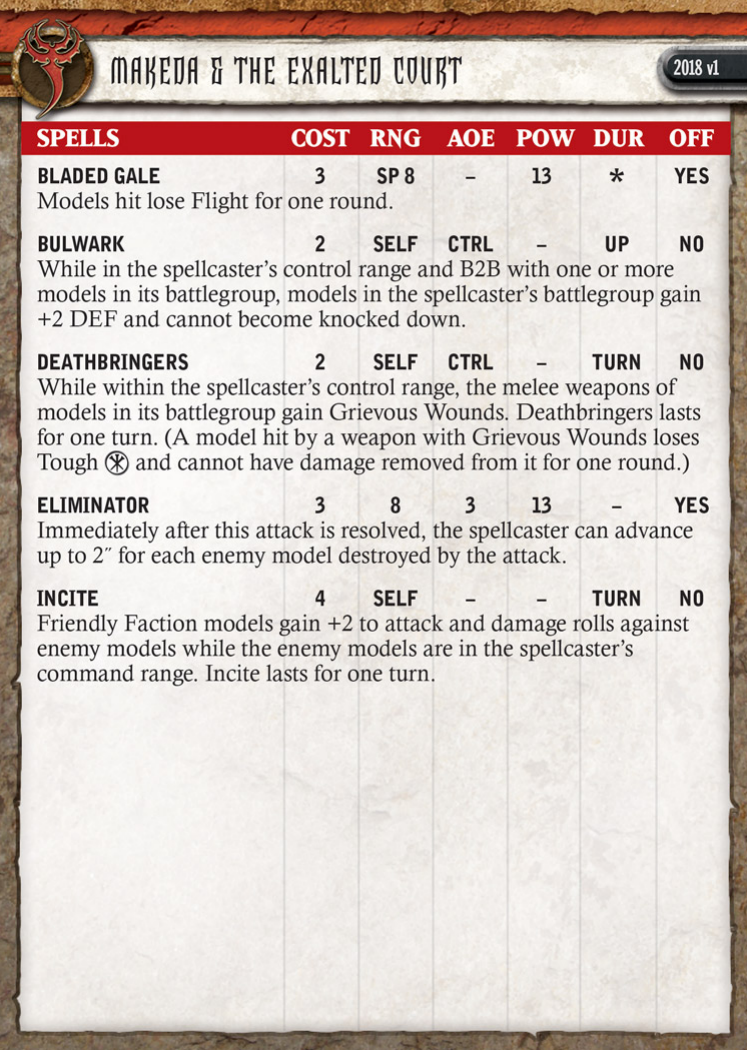 MAKEDA & THE EXALTED COURT
2018 v1
SPELLS COST RNG AOE POW DUR OFF
BLADED GALE 3 SP 8 – 13 * YES
Models hit lose Flight for one round.
BULWARK 2 SELF CTRL – UP NO
While in the spellcaster's control range and B2B with one or more
models in its battlegroup, models in the spellcaster's battlegroup gain
+2 DEF and cannot become knocked down.
DEATHBRINGERS 2 SELF CTRL – TURN NO
While within the spellcaster's control range, the melee weapons of
models in its battlegroup gain Grievous Wounds. Deathbringers lasts
for one turn. (A model hit by a weapon with Grievous Wounds loses
Tough and cannot have damage removed from it for one round.)
ELIMINATOR 3 8 3 13 – YES
Immediately after this attack is resolved, the spellcaster can advance
up to 2˝ for each enemy model destroyed by the attack.
INCITE 4 SELF – – TURN NO
Friendly Faction models gain +2 to attack and damage rolls against
enemy models while the enemy models are in the spellcaster's
command range. Incite lasts for one turn.